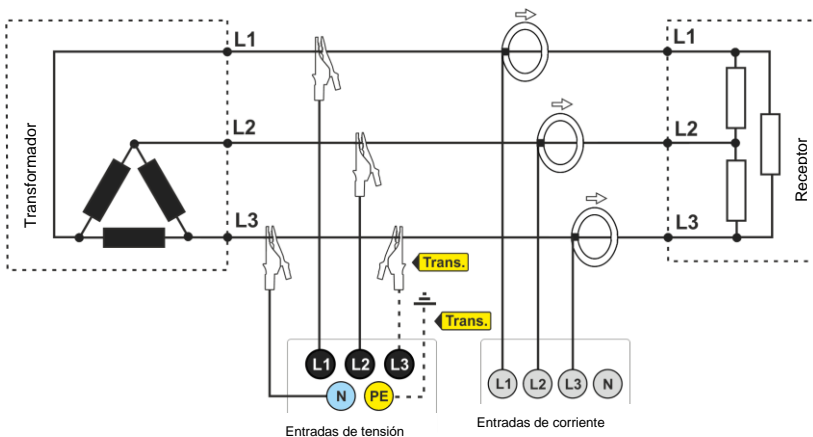 L1
L1
L2
L2
L3
L3
Transformador
Receptor
Trans.
Trans.
L1
L2
L3
N
PE
L1
L2
L3
N
Entradas de tensión
Entradas de corriente